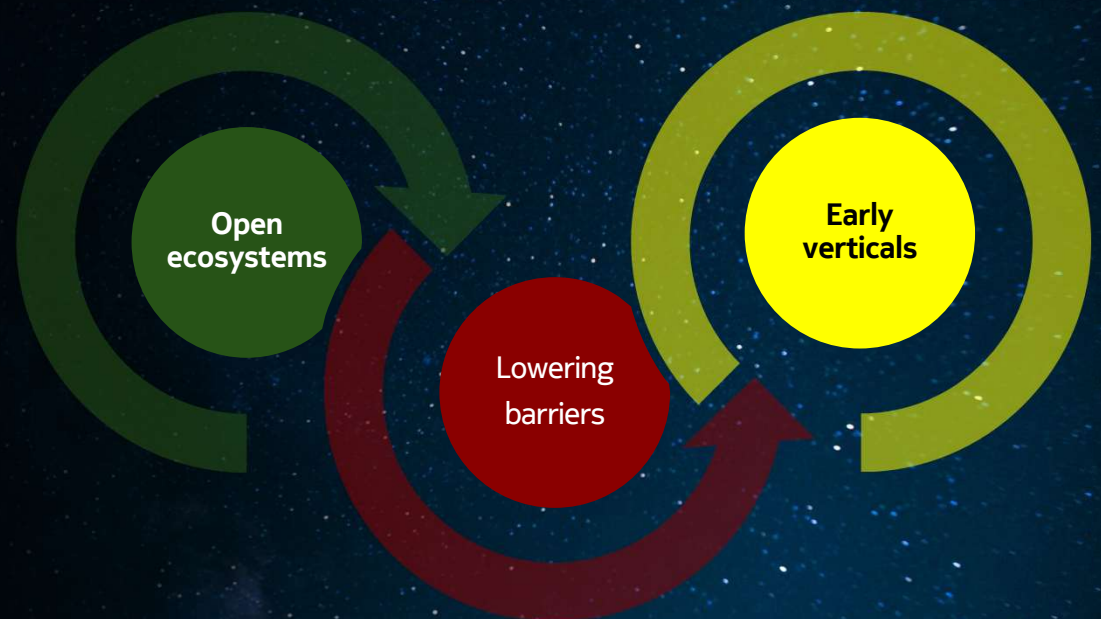 Open
ecosystems
Lowering
barriers
Early
verticals